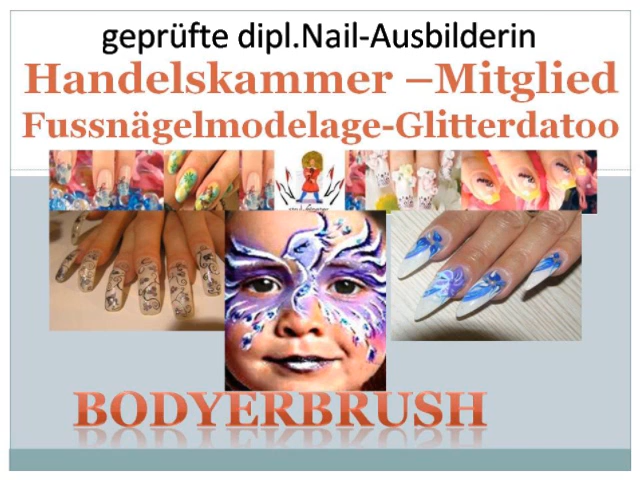 geprüfte dipl.Nail-Ausbilderin
Handelskammer –Mitglied
Fussnägelmodelage-Glitterdatoo
BODYERBRUSH